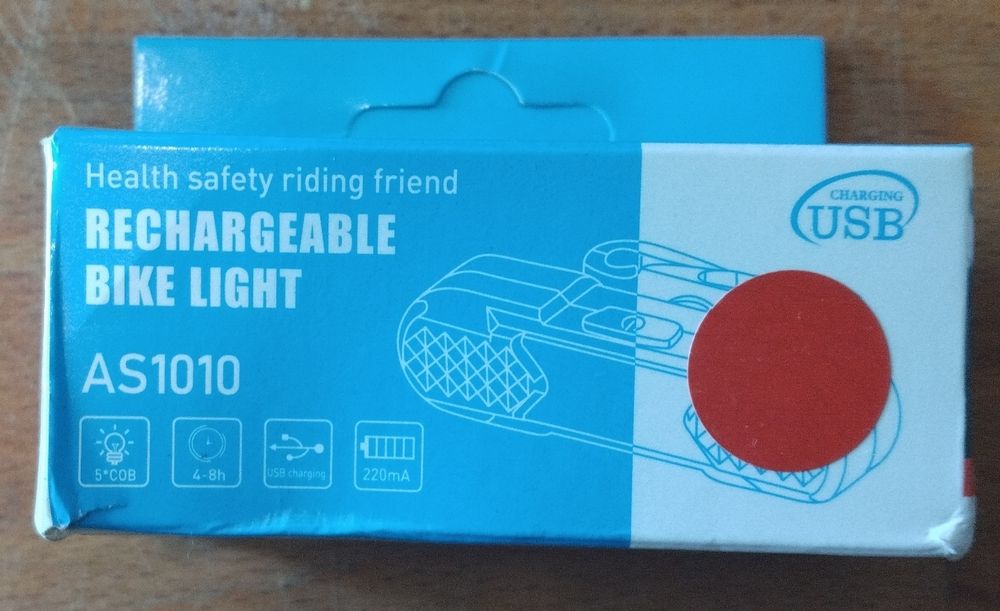 Health safety riding friend
RECHARGEABLE
BIKE LIGHT
AS1010
5*COB
4-8h
USB charging
220mA
CHARGING
USB